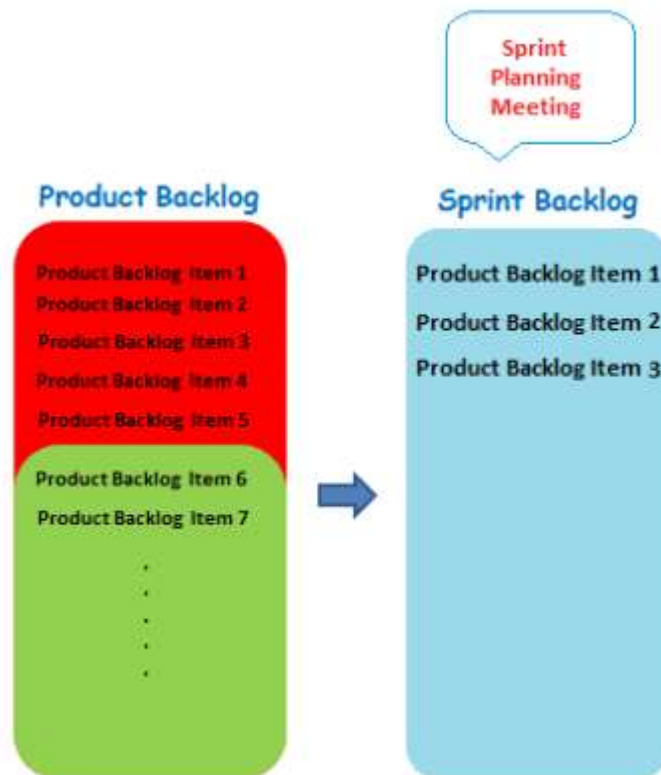 Sprint
Planning
Meeting
Product Backlog
Product Backlog Item 1
Product Backlog Item 2
Product Backlog Item 3
Product Backlog Item 4
Product Backlog Item 5
Product Backlog Item 6
Product Backlog Item 7
.
.
.
.
.
Sprint Backlog
Product Backlog Item 1
Product Backlog Item 2
Product Backlog Item 3